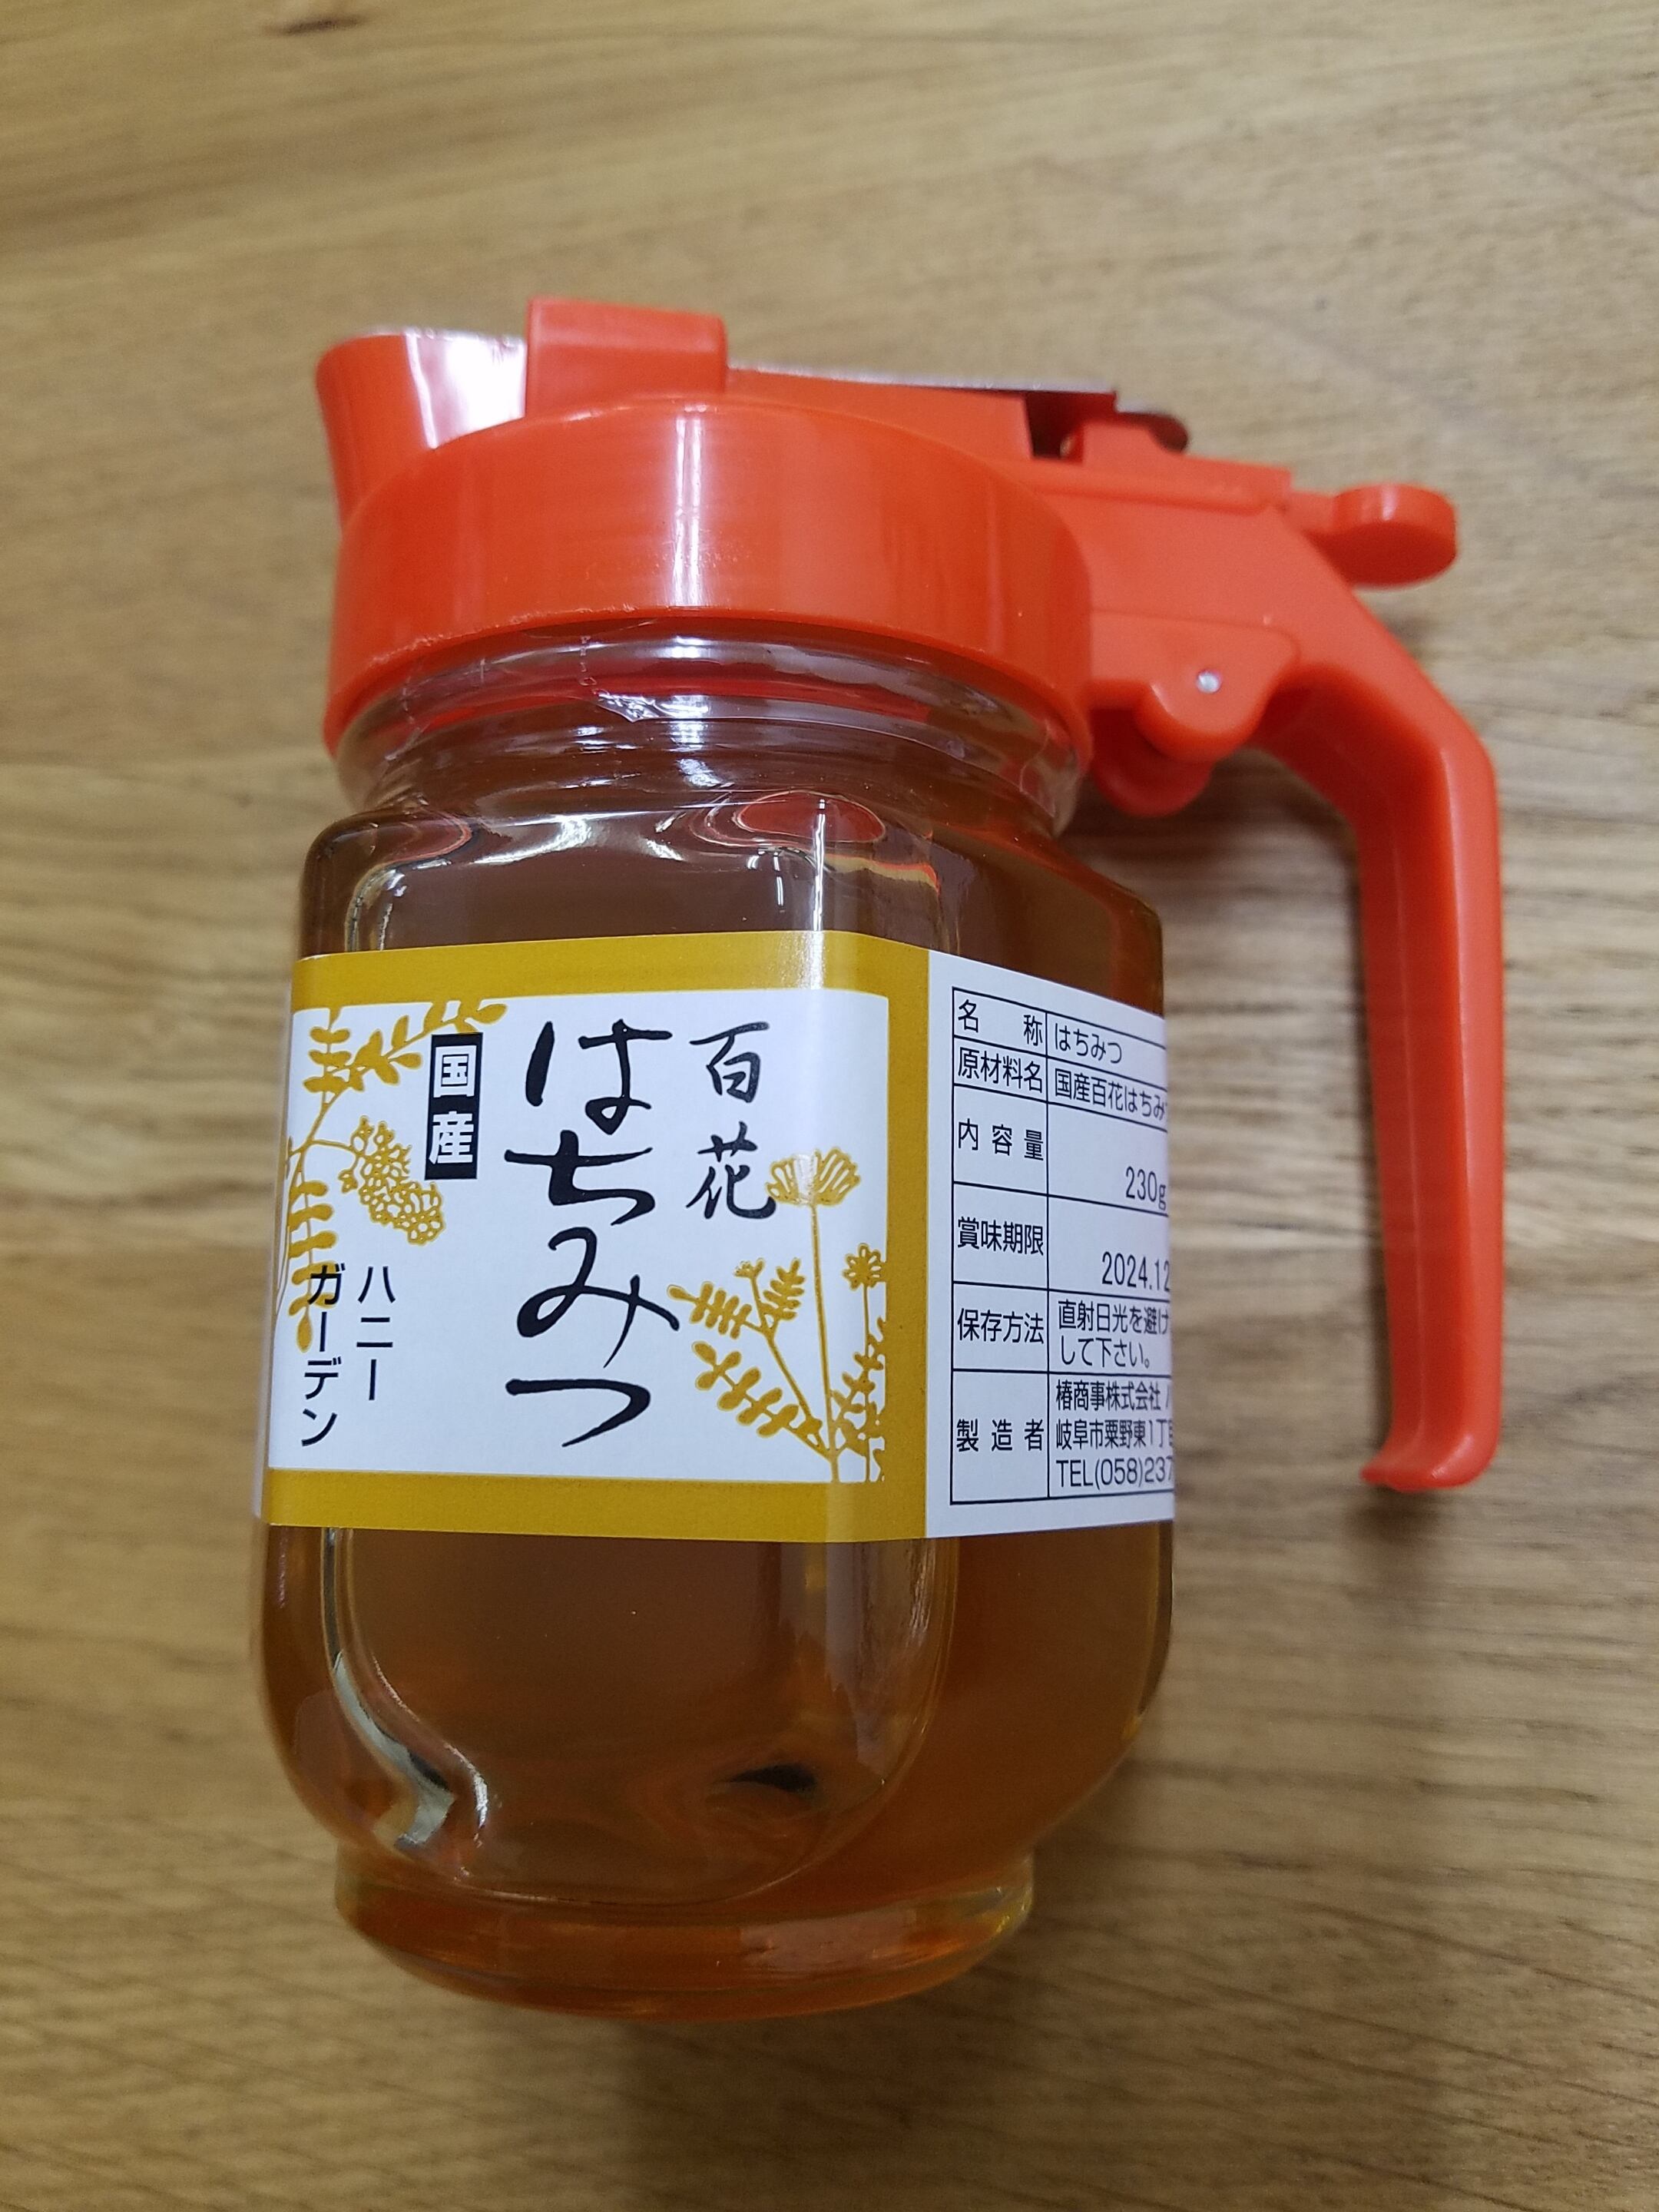 百花
はちみつ
国産
ハニー
ガーデン
名称 はちみつ
原材料名 国産百花はちみ
内容量 230g
賞味期限 2024.12
保存方法 直射日光を避け
して下さい。
製造者 椿商事株式会社
岐阜市粟野東1丁目
TEL(058)237